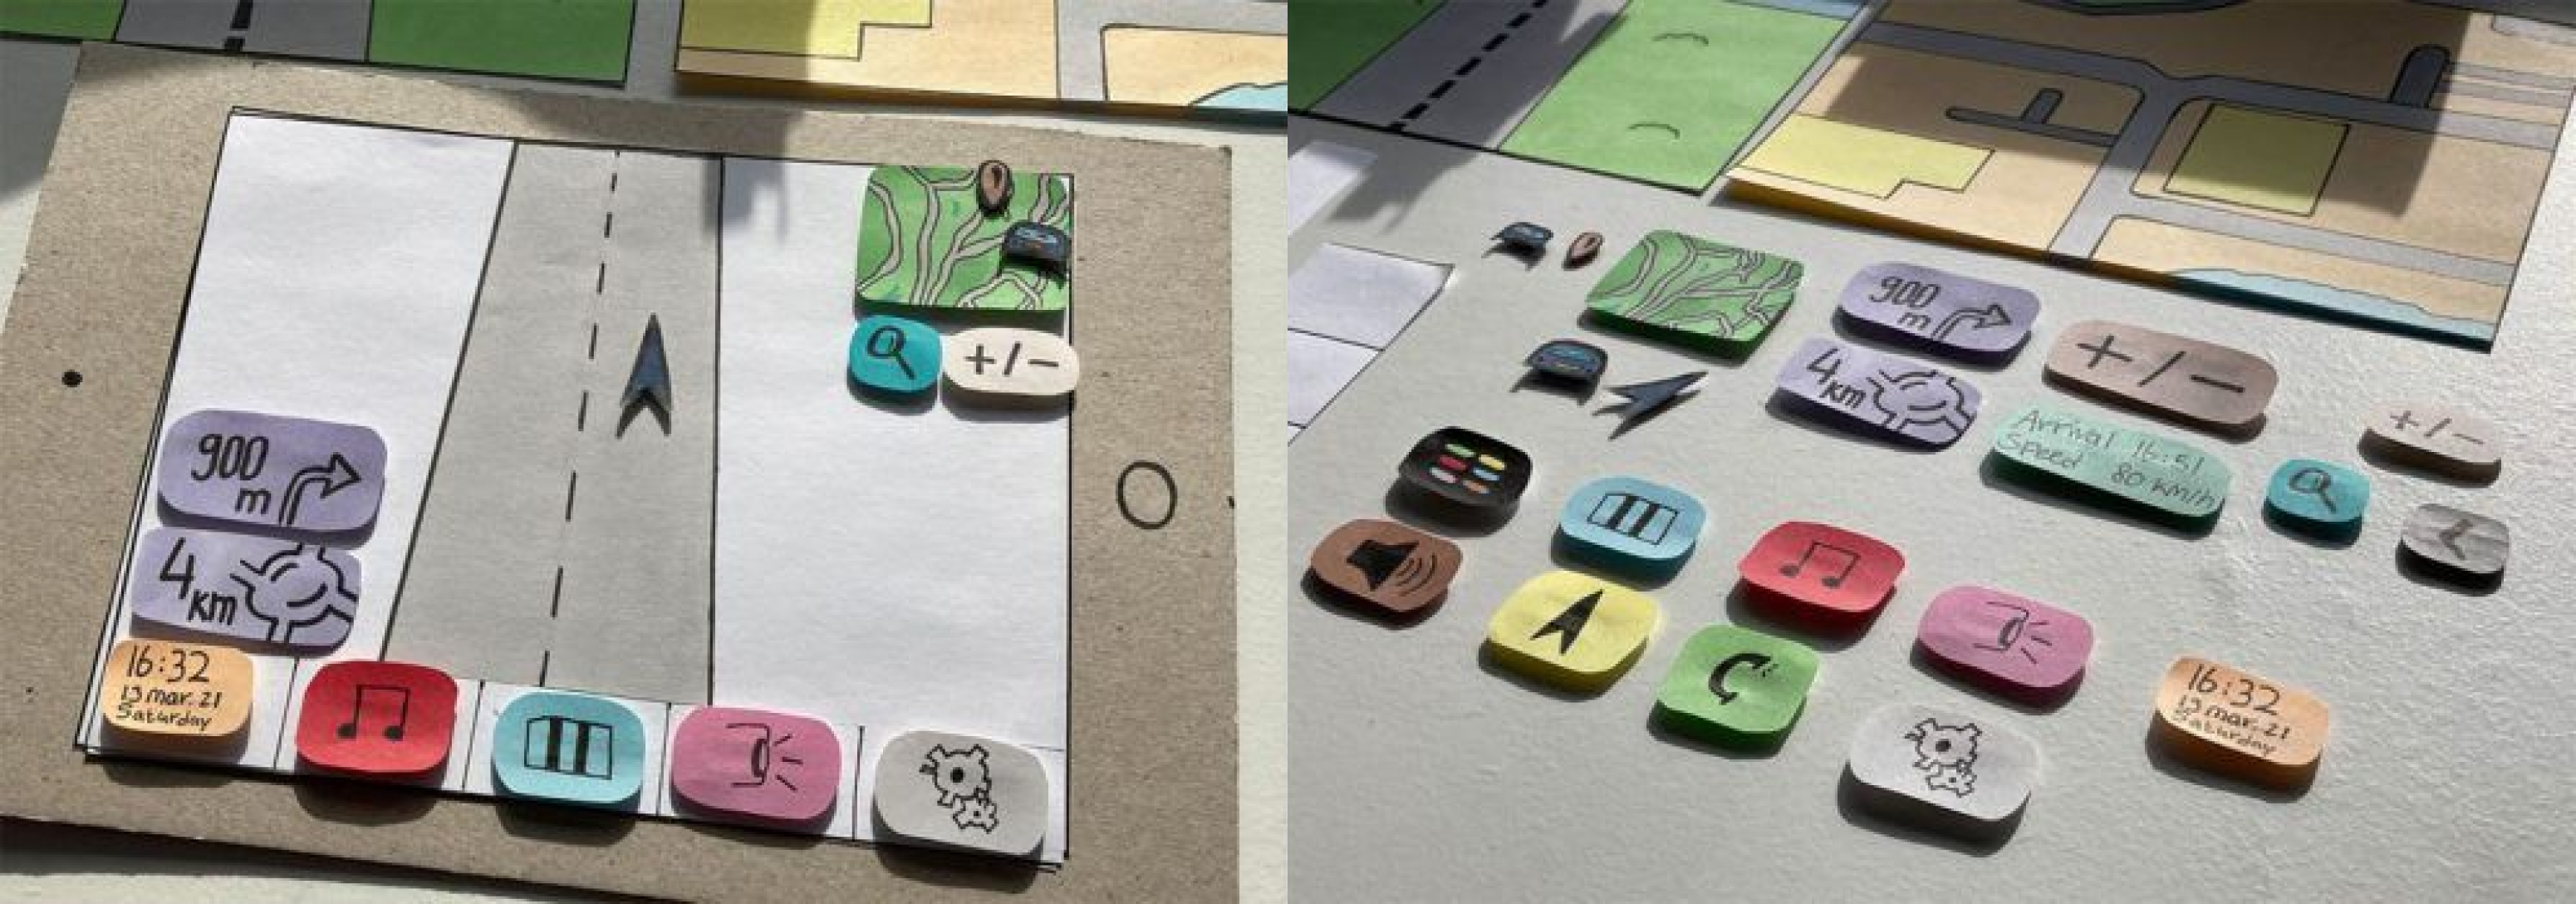 +/-
900
m
4
km
16:32
13 mar. 21
Saturday
900
m
4
km
+/-
Arrival 16:51
Speed 80 km/h
+/-
16:32
13 mar. 21
Saturday